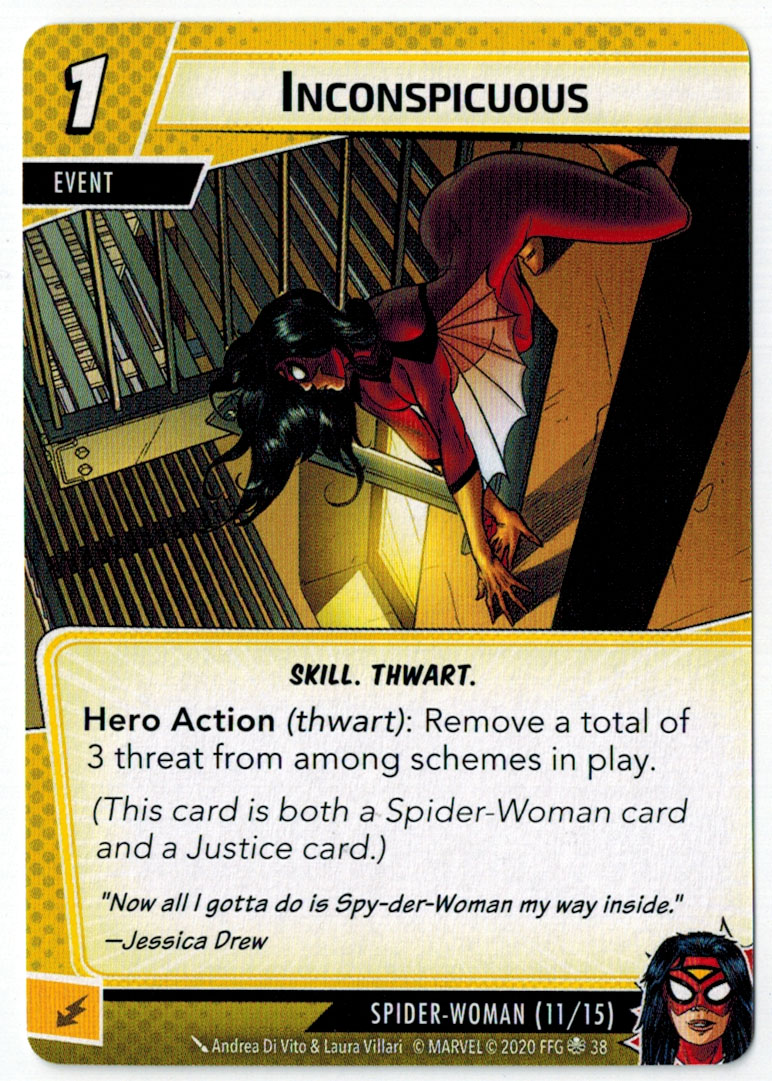 1
INCONSPICUOUS
EVENT
SKILL. THWART.
Hero Action (thwart): Remove a total of
3 threat from among schemes in play.
(This card is both a Spider-Woman card
and a Justice card.)
"Now all I gotta do is Spy-der-Woman my way inside."
—Jessica Drew
SPIDER-WOMAN (11/15)
Andrea Di Vito & Laura Villari © MARVEL © 2020 FFG 38